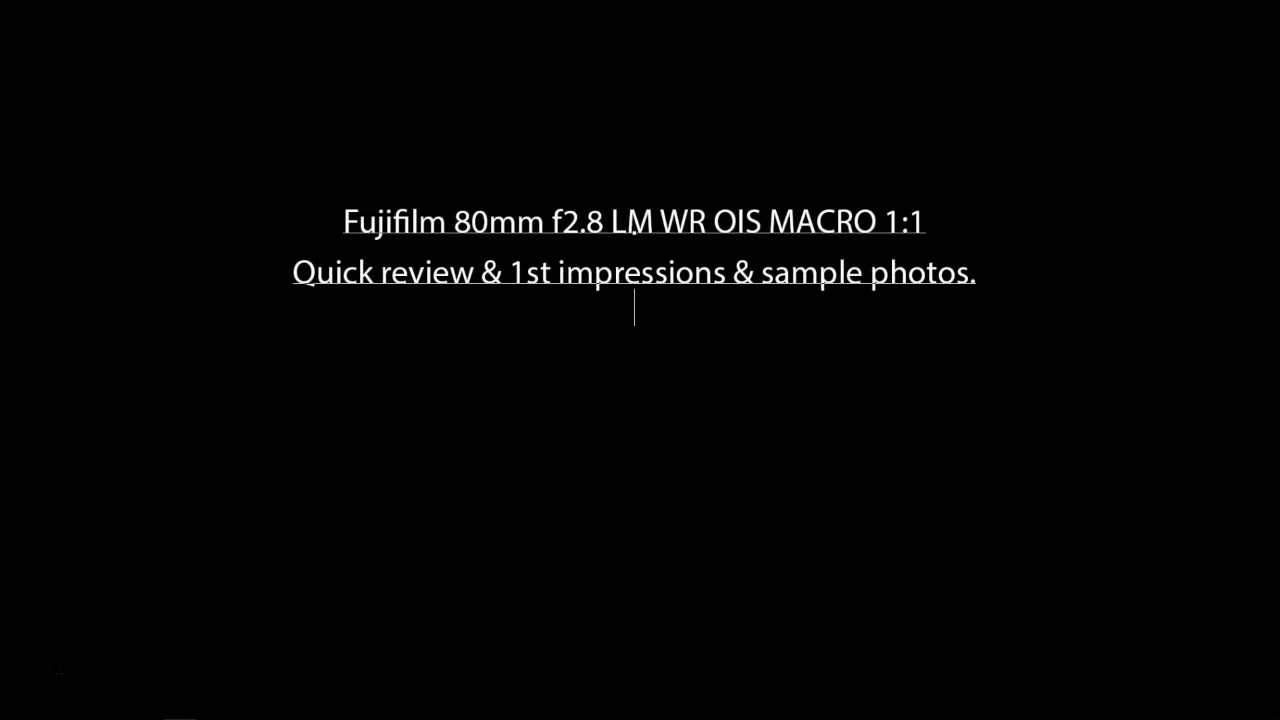 Fujifilm 80mm f2.8 LM WR OIS MACRO 1:1
Quick review & 1st impressions & sample photos.